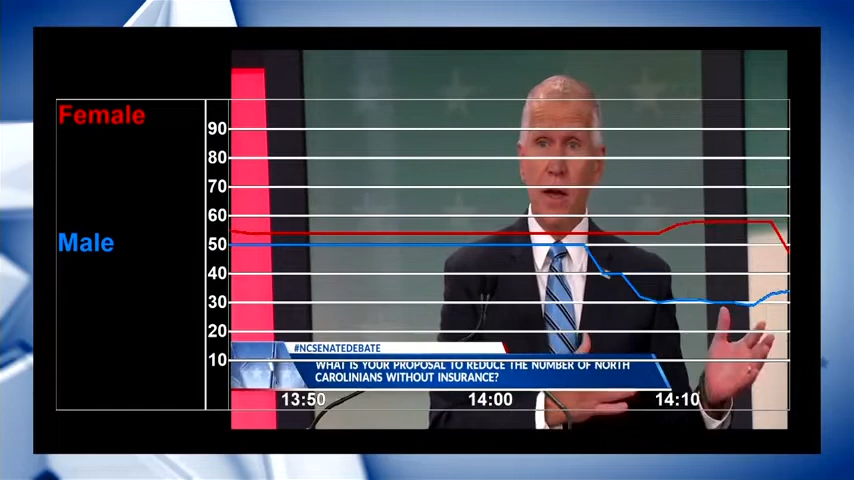 Female
90
80
70
60
Male
50
40
30
20
10
#NCSENATEDEBATE
WHAT IS YOUR PROPOSAL TO REDUCE THE NUMBER OF NORTH
CAROLINIANS WITHOUT INSURANCE?
13:50 14:00 14:10